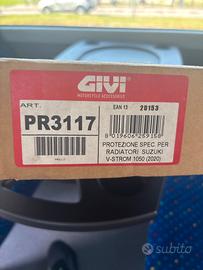 GIVI
MOTORCYCLE ACCESSORIES
ART.
EAN 13
20153
PR3117
8 019606 259158
PROTEZIONE SPEC. PER
RADIATORI SUZUKI
V-STROM 1050 (2020)
subito